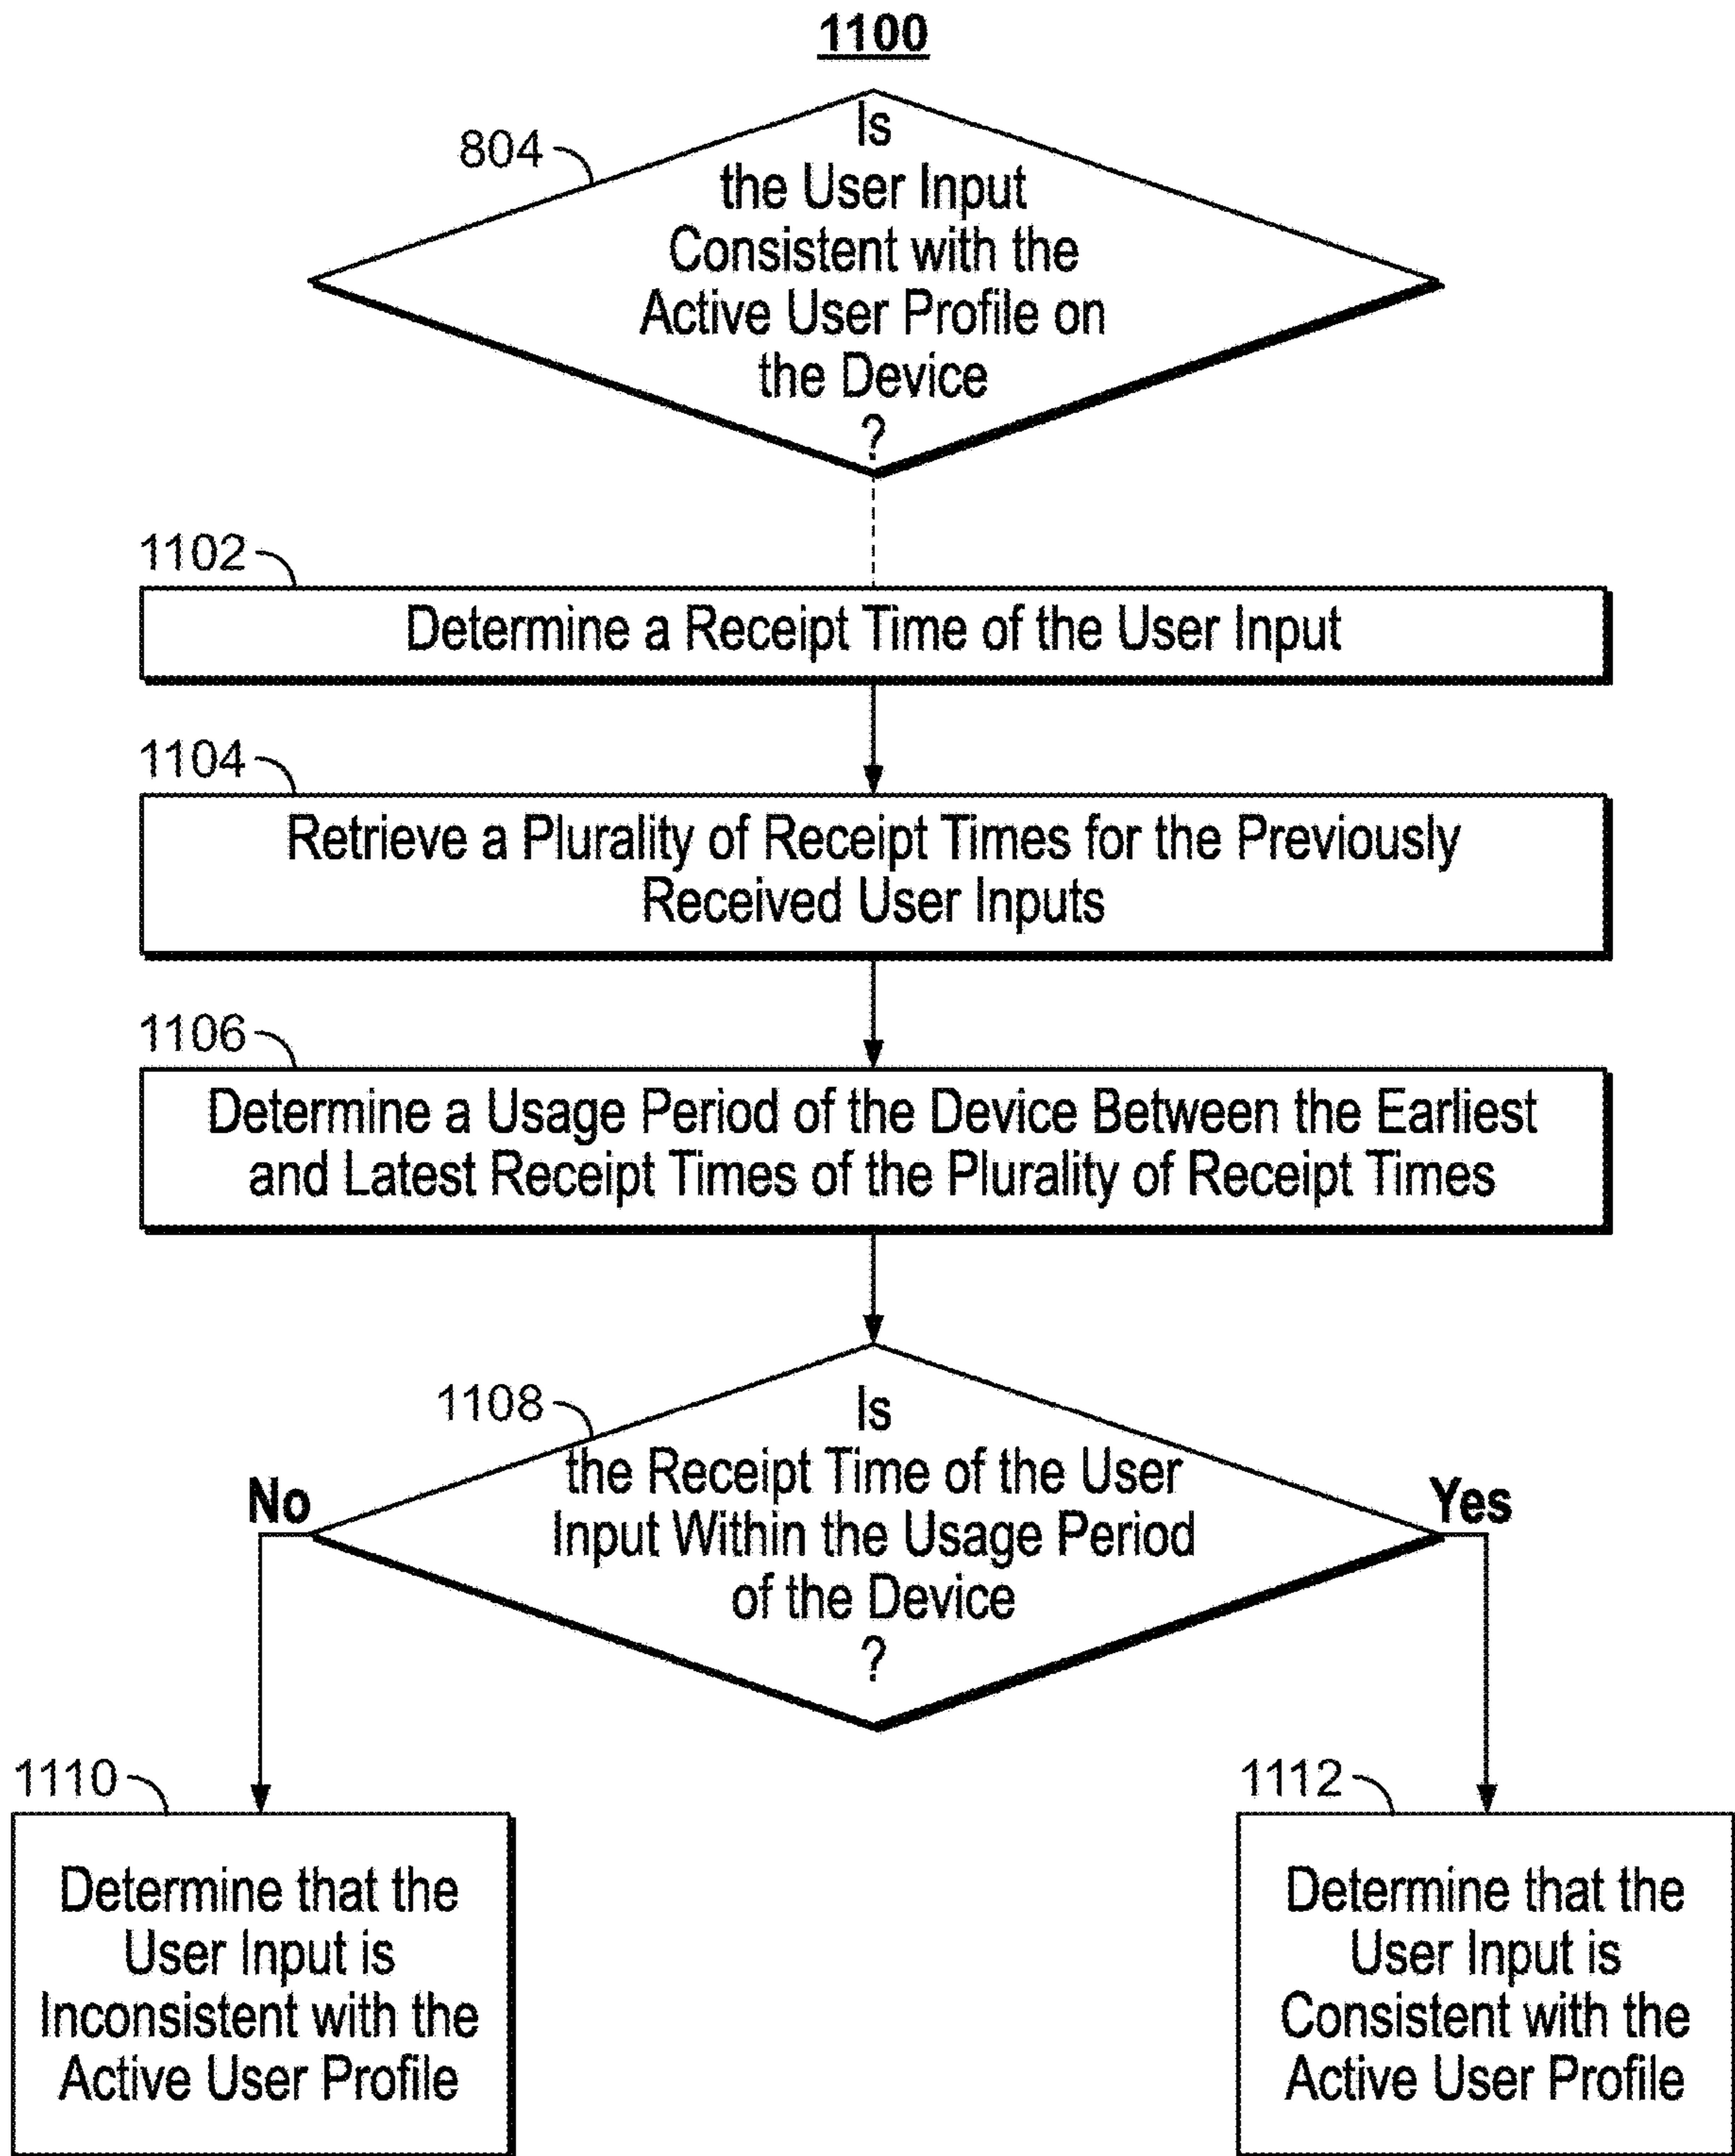 1100
804
Is
the User Input
Consistent with the
Active User Profile on
the Device
?
1102
Determine a Receipt Time of the User Input
1104
Retrieve a Plurality of Receipt Times for the Previously
Received User Inputs
1106
Determine a Usage Period of the Device Between the Earliest
and Latest Receipt Times of the Plurality of Receipt Times
1108
Is
the Receipt Time of the User
Input Within the Usage Period
of the Device
?
No
Yes
1110
Determine that the
User Input is
Inconsistent with the
Active User Profile
1112
Determine that the
User Input is
Consistent with the
Active User Profile